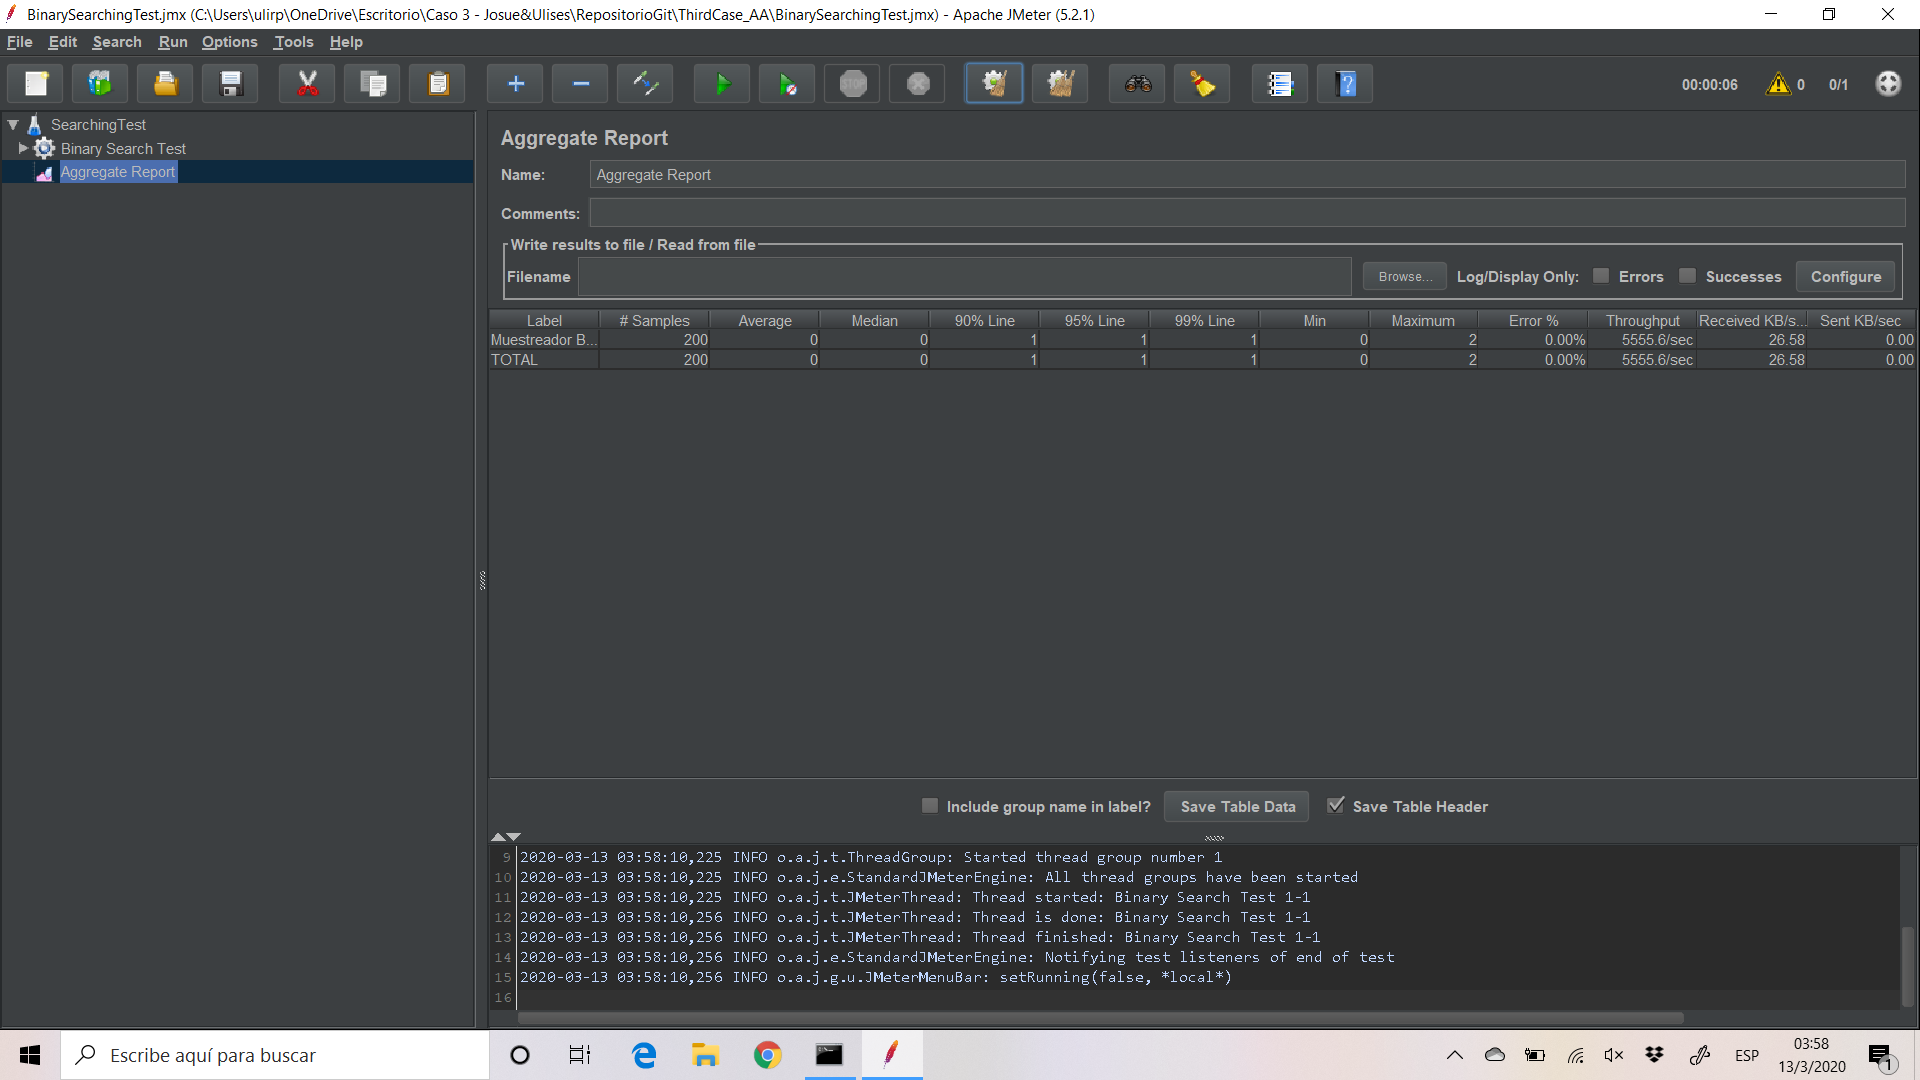 BinarySearchingTest.jmx (C:\Users\ulirp\OneDrive\Escritorio\Caso 3 - Josue&Ulises\RepositorioGit\ThirdCase_AA\BinarySearchingTest.jmx) - Apache JMeter (5.2.1)
File Edit Search Run Options Tools Help
STOP 00:00:06 0 0/1
SearchingTest
Binary Search Test
Aggregate Report
Aggregate Report
Name: Aggregate Report
Comments:
Write results to file / Read from file
Filename Browse... Log/Display Only: Errors Successes Configure
Label # Samples Average Median 90% Line 95% Line 99% Line Min Maximum Error % Throughput Received KB/s... Sent KB/sec
Muestreador B... 200 0 0 1 1 1 0 2 0.00% 5555.6/sec 26.58 0.00
TOTAL 200 0 0 1 1 1 0 2 0.00% 5555.6/sec 26.58 0.00
Include group name in label? Save Table Data Save Table Header
9 2020-03-13 03:58:10,225 INFO o.a.j.t.ThreadGroup: Started thread group number 1
10 2020-03-13 03:58:10,225 INFO o.a.j.e.StandardJMeterEngine: All thread groups have been started
11 2020-03-13 03:58:10,225 INFO o.a.j.t.JMeterThread: Thread started: Binary Search Test 1-1
12 2020-03-13 03:58:10,256 INFO o.a.j.t.JMeterThread: Thread is done: Binary Search Test 1-1
13 2020-03-13 03:58:10,256 INFO o.a.j.t.JMeterThread: Thread finished: Binary Search Test 1-1
14 2020-03-13 03:58:10,256 INFO o.a.j.e.StandardJMeterEngine: Notifying test listeners of end of test
15 2020-03-13 03:58:10,256 INFO o.a.j.g.u.JMeterMenuBar: setRunning(false, *local*)
16
Escribe aquí para buscar
ESP
03:58
13/3/2020
1